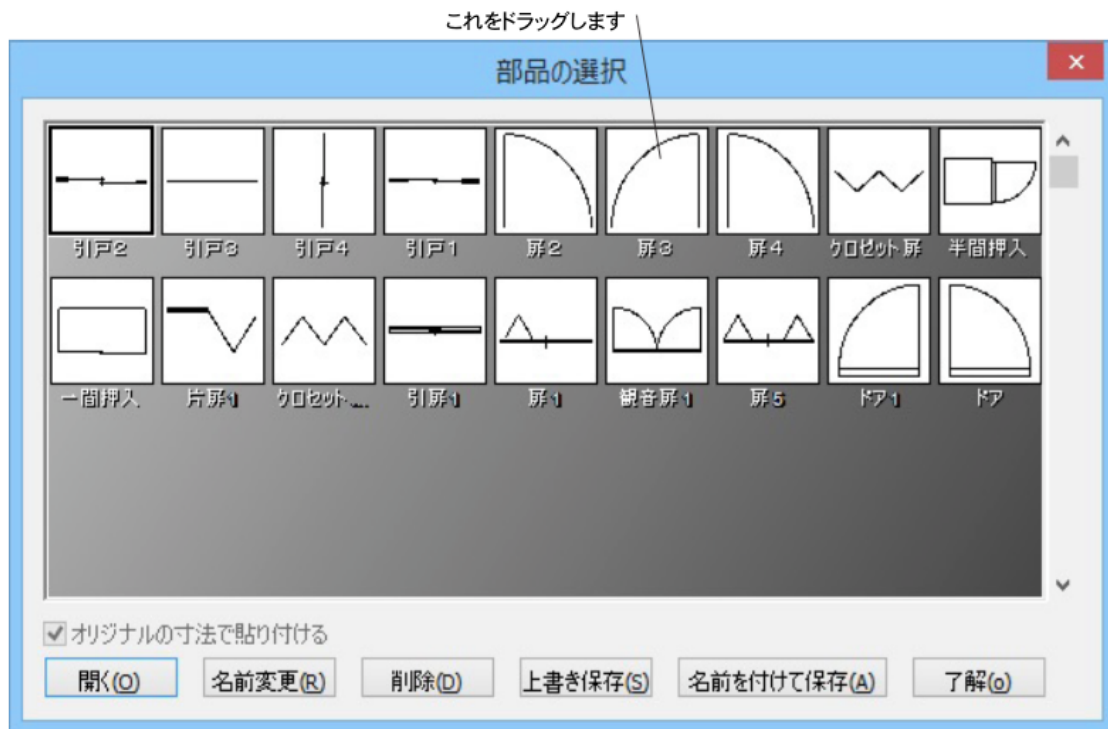 これをドラッグします
部品の選択
引戸2 引戸3 引戸4 引戸1 扉2 扉3 扉4 クロゼット扉 半間押入
一間押入 片扉1 クロゼット.... 引扉1 扉1 観音扉1 扉5 ドア1 ドア
オリジナルの寸法で貼り付ける
開く(O) 名前変更(R) 削除(D) 上書き保存(S) 名前を付けて保存(A) 了解(o)